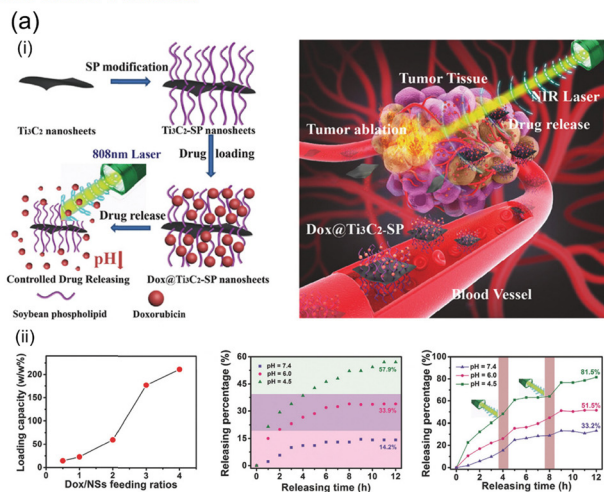 (a)
(i)
SP modification
Ti3C2 nanosheets
Ti3C2-SP nanosheets
Drug loading
808nm Laser
Drug release
pH↓
Controlled Drug Releasing
Dox@Ti3C2-SP nanosheets
Soybean phospholipid
Doxorubicin
Tumor Tissue
NIR Laser
Tumor ablation
Drug release
Dox@Ti3C2-SP
Blood Vessel
(ii)
Loading capacity (w/w%)
200
150
100
50
0
0 1 2 3 4
Dox/NSs feeding ratios
Releasing percentage (%)
60
50
40
30
20
10
0
pH = 7.4
pH = 6.0
pH = 4.5
57.9%
33.9%
14.2%
0 1 2 3 4 5 6 7 8 9 10 11 12
Releasing time (h)
Releasing percentage (%)
100
80
60
40
20
0
pH = 7.4
pH = 6.0
pH = 4.5
81.5%
51.5%
33.2%
0 2 4 6 8 10 12
Releasing time (h)